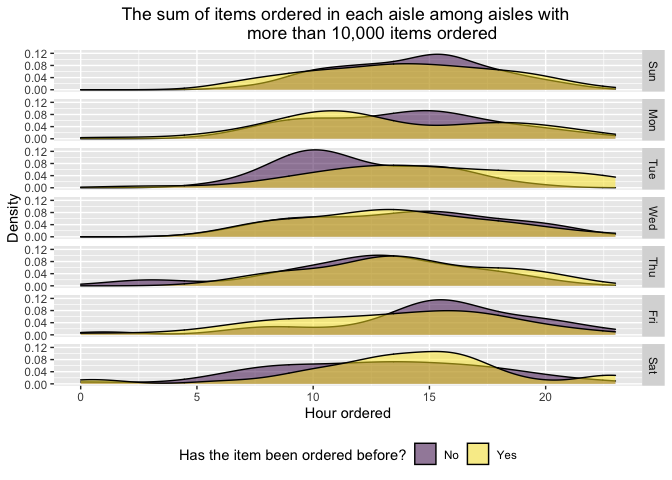 The sum of items ordered in each aisle among aisles with
more than 10,000 items ordered
Density
0.12
0.08
0.04
0.00
Sun
0.12
0.08
0.04
0.00
Mon
0.12
0.08
0.04
0.00
Tue
0.12
0.08
0.04
0.00
Wed
0.12
0.08
0.04
0.00
Thu
0.12
0.08
0.04
0.00
Fri
0.12
0.08
0.04
0.00
Sat
0 5 10 15 20
Hour ordered
Has the item been ordered before? No Yes